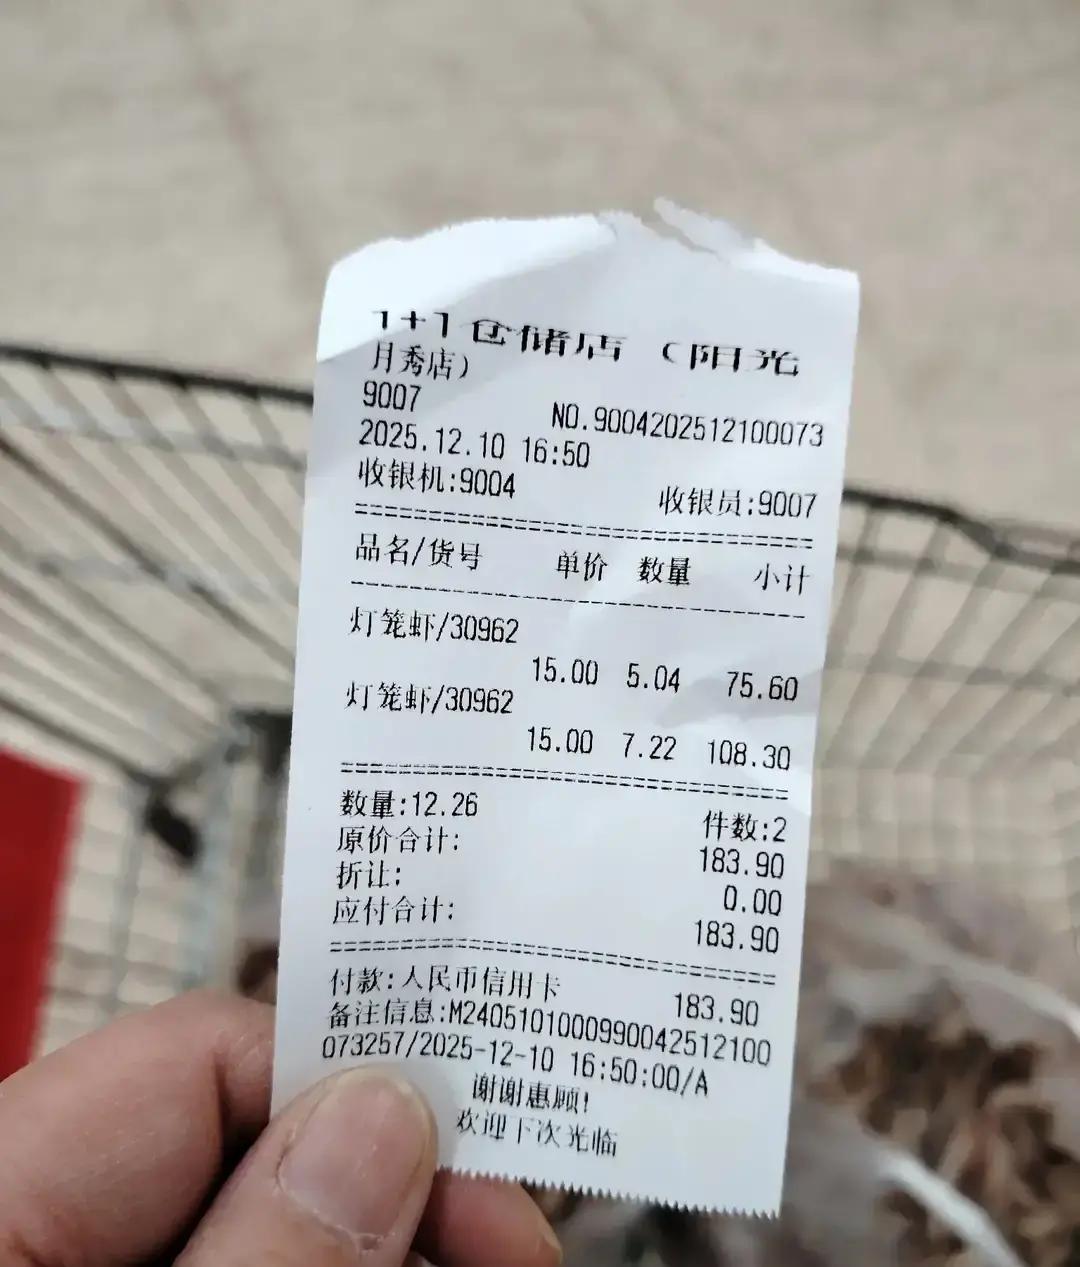 1+1仓储店（阳光
月秀店）
9007 NO.9004202512100073
2025.12.10 16:50
收银机:9004 收银员:9007
品名/货号 单价 数量 小计
灯笼虾/30962
15.00 5.04 75.60
灯笼虾/30962
15.00 7.22 108.30
数量:12.26 件数:2
原价合计: 183.90
折让: 0.00
应付合计: 183.90
付款:人民币信用卡 183.90
备注信息:M2405101000990042512100
073257/2025-12-10 16:50:00/A
谢谢惠顾!
欢迎下次光临